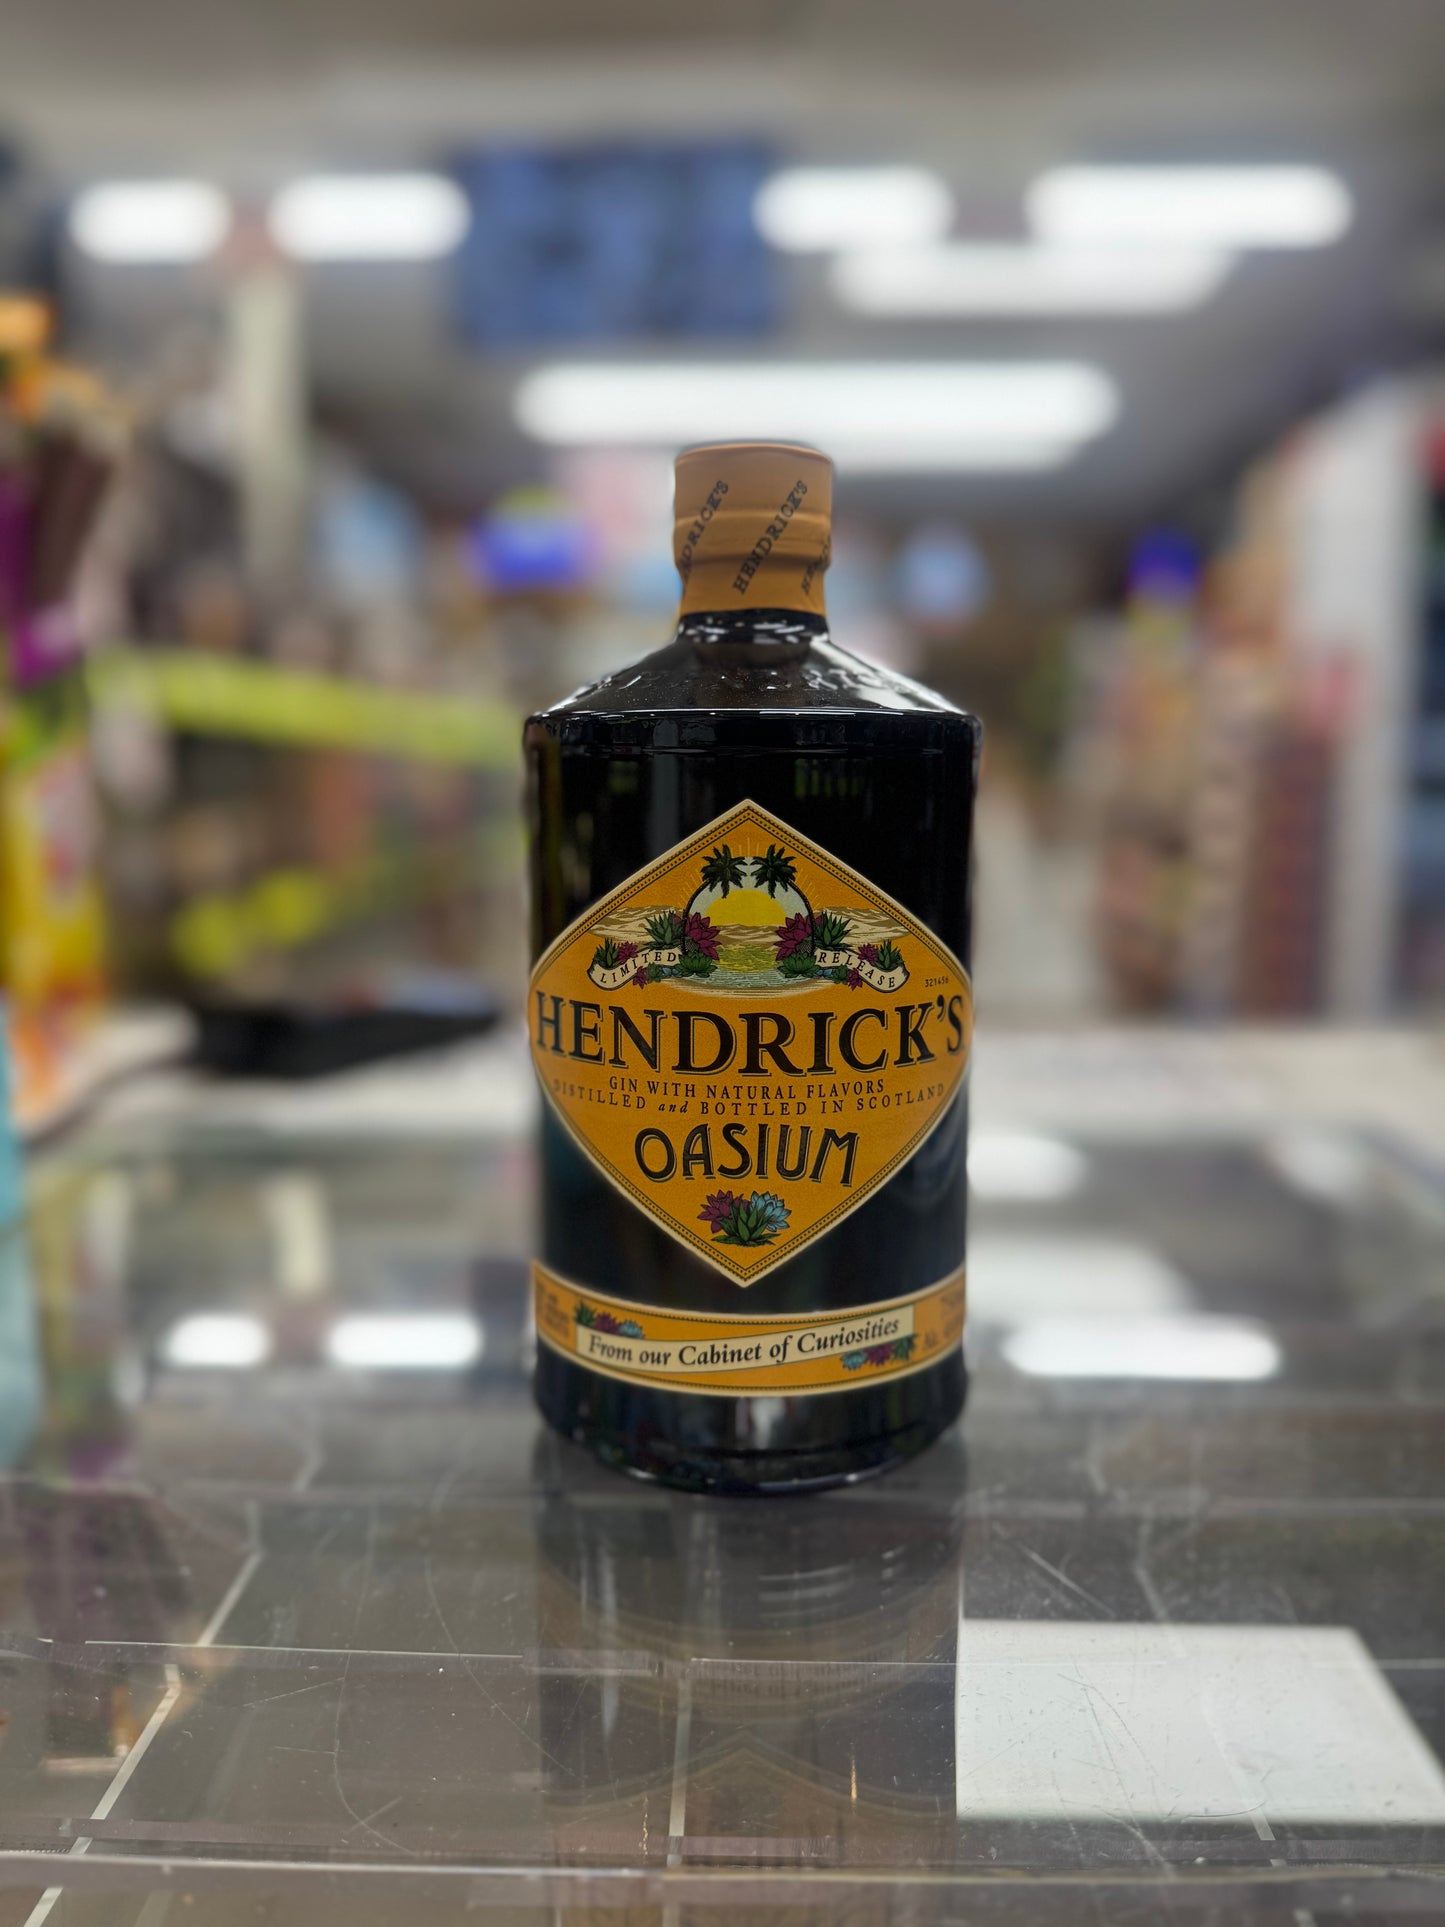 HENDRICK'S
HENDRICK'S
LIMITED RELEASE
321456
HENDRICK'S
GIN WITH NATURAL FLAVORS
DISTILLED and BOTTLED IN SCOTLAND
OASIUM
From our Cabinet of Curiosities